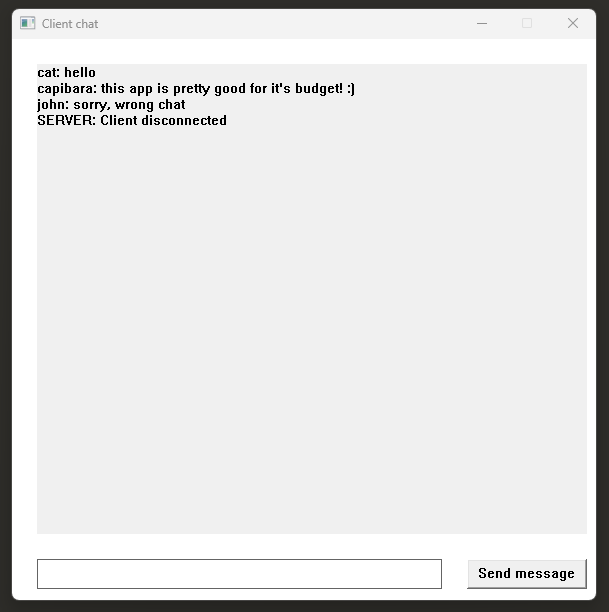 Client chat
cat: hello
capibara: this app is pretty good for it's budget! :)
john: sorry, wrong chat
SERVER: Client disconnected
Send message